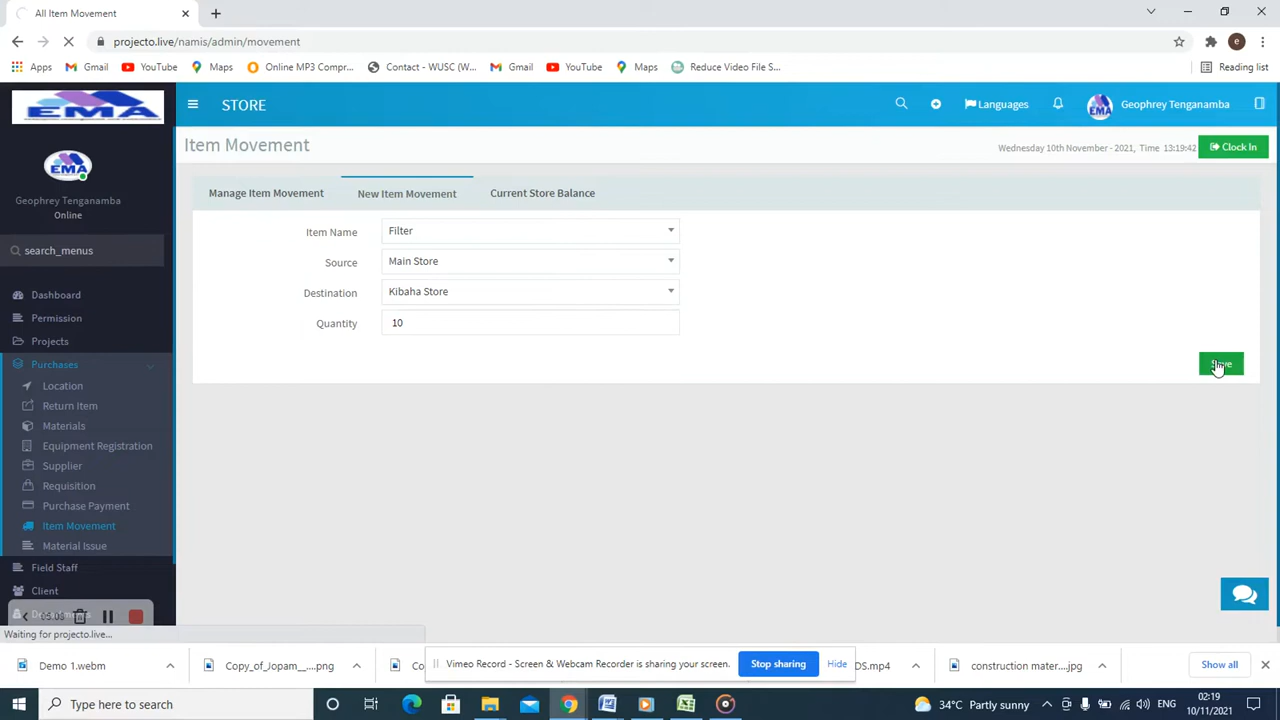 All Item Movement
projecto.live/namis/admin/movement
Apps Gmail YouTube Maps Online MP3 Compr... Contact - WUSC (W... Gmail YouTube Maps Reduce Video File S... Reading list
EMA STORE Languages EMA Geophrey Tenganamba
Item Movement Wednesday 10th November - 2021, Time 13:19:42 Clock In
EMA
Geophrey Tenganamba
Online
search_menus
Manage Item Movement New Item Movement Current Store Balance
Item Name Filter
Source Main Store
Destination Kibaha Store
Quantity 10
Save
Dashboard
Permission
Projects
Purchases
Location
Return Item
Materials
Equipment Registration
Supplier
Requisition
Purchase Payment
Item Movement
Material Issue
Field Staff
Client
Waiting for projecto.live...
Demo 1.webm Copy_of_Jopam__....png Vimeo Record - Screen & Webcam Recorder is sharing your screen. Stop sharing Hide DS.mp4 construction mater....jpg Show all
Type here to search 34°C Partly sunny ENG 02:19
10/11/2021